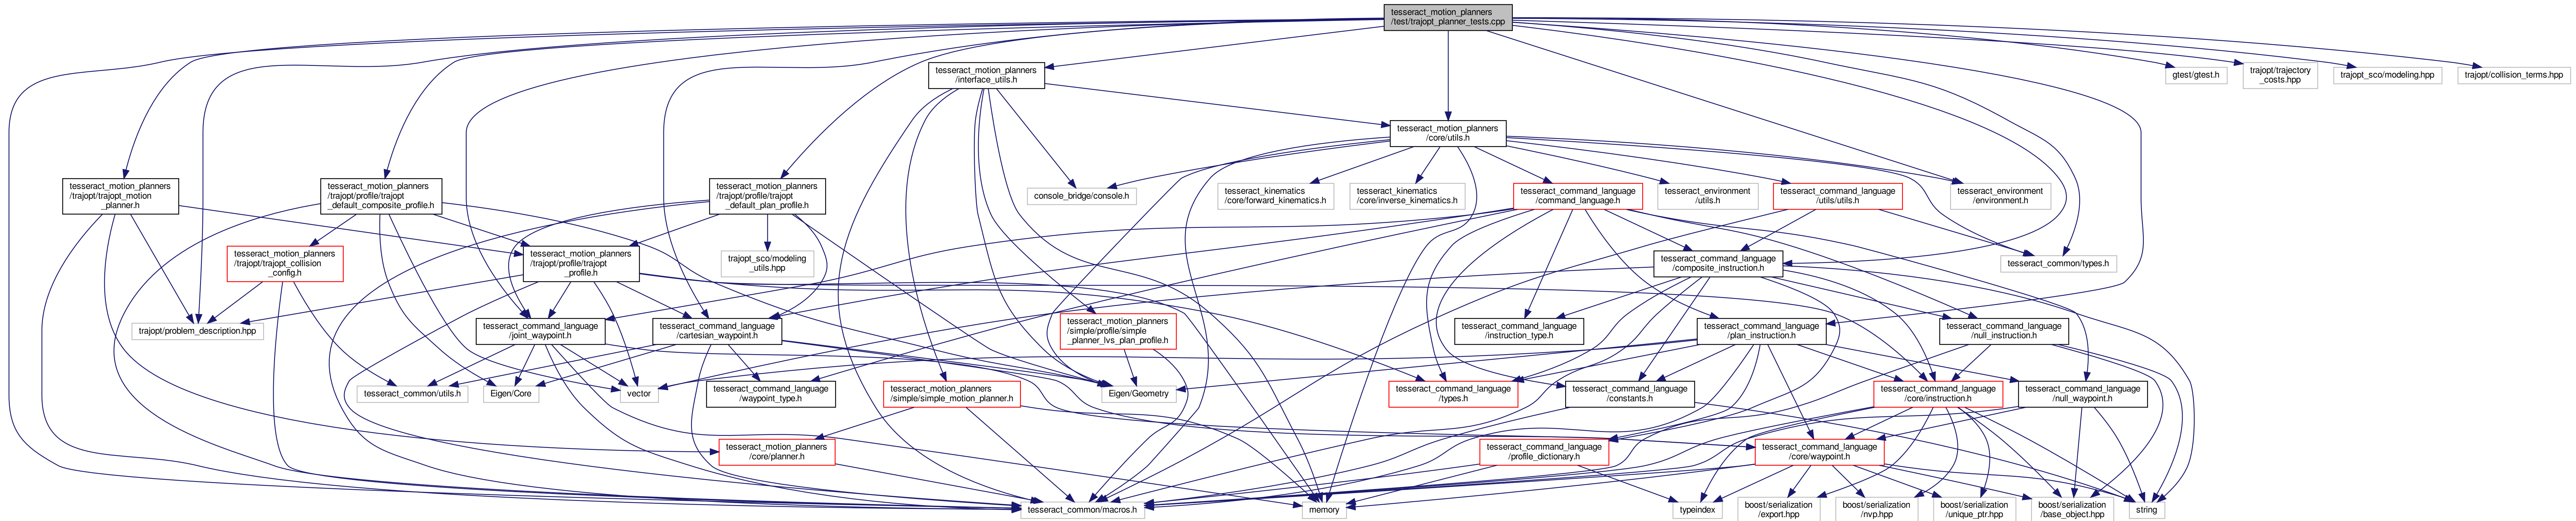 tesseract_motion_planners
/test/trajopt_planner_tests.cpp
tesseract_motion_planners
/interface_utils.h
gtest/gtest.h
trajopt/trajectory
_costs.hpp
trajopt_sco/modeling.hpp
trajopt/collision_terms.hpp
tesseract_motion_planners
/core/utils.h
tesseract_motion_planners
/trajopt/trajopt_motion
_planner.h
tesseract_motion_planners
/trajopt/profile/trajopt
_default_composite_profile.h
tesseract_motion_planners
/trajopt/profile/trajopt
_default_plan_profile.h
console_bridge/console.h
tesseract_kinematics
/core/forward_kinematics.h
tesseract_kinematics
/core/inverse_kinematics.h
tesseract_command_language
/command_language.h
tesseract_environment
/utils.h
tesseract_command_language
/utils/utils.h
tesseract_environment
/environment.h
tesseract_motion_planners
/trajopt/trajopt_collision
_config.h
tesseract_motion_planners
/trajopt/profile/trajopt
_profile.h
trajopt_sco/modeling
_utils.hpp
tesseract_command_language
/composite_instruction.h
tesseract_common/types.h
trajopt/problem_description.hpp
tesseract_command_language
/joint_waypoint.h
tesseract_command_language
/cartesian_waypoint.h
tesseract_motion_planners
/simple/profile/simple
_planner_lvs_plan_profile.h
tesseract_command_language
/instruction_type.h
tesseract_command_language
/plan_instruction.h
tesseract_command_language
/null_instruction.h
tesseract_common/utils.h
Eigen/Core
vector
tesseract_command_language
/waypoint_type.h
tesseract_motion_planners
/simple/simple_motion_planner.h
Eigen/Geometry
tesseract_command_language
/types.h
tesseract_command_language
/constants.h
tesseract_command_language
/core/instruction.h
tesseract_command_language
/null_waypoint.h
tesseract_motion_planners
/core/planner.h
tesseract_command_language
/profile_dictionary.h
tesseract_command_language
/core/waypoint.h
tesseract_common/macros.h
memory
typeindex
boost/serialization
/export.hpp
boost/serialization
/nvp.hpp
boost/serialization
/unique_ptr.hpp
boost/serialization
/base_object.hpp
string